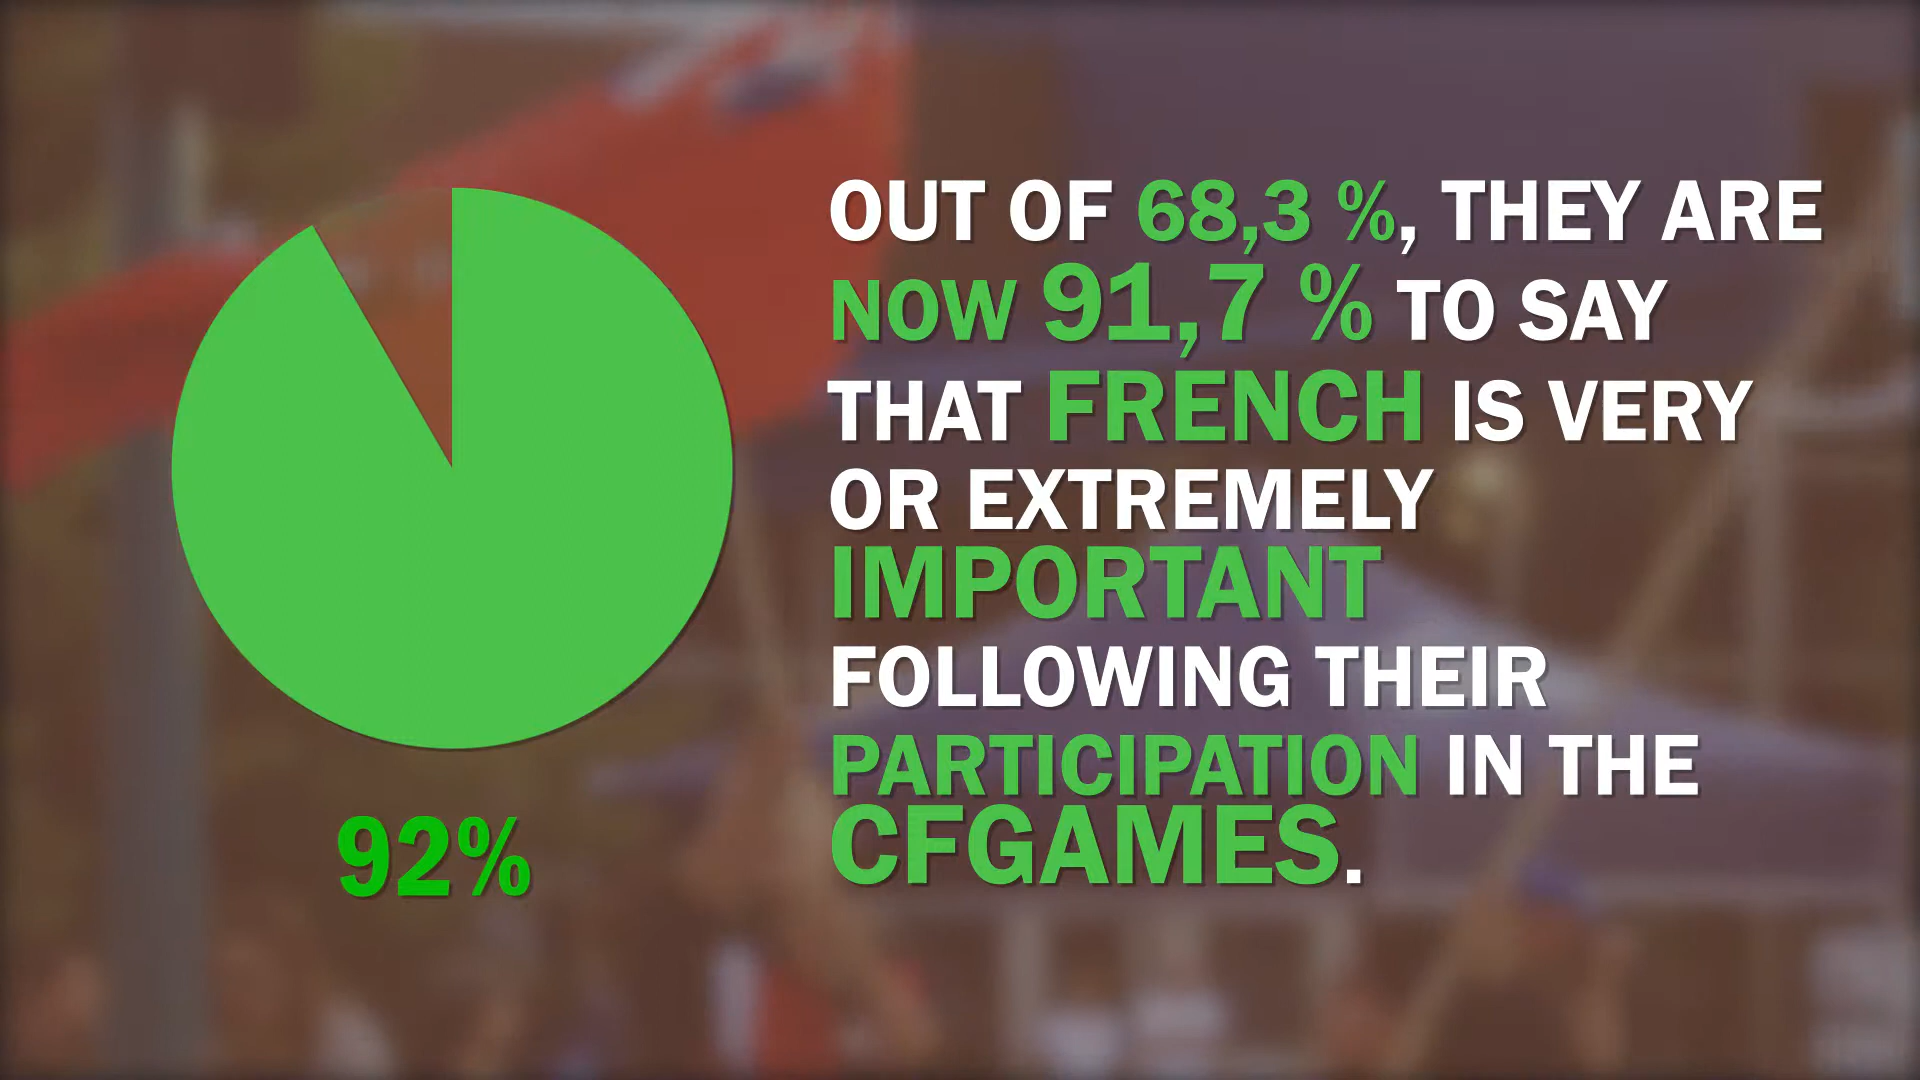 OUT OF 68,3 %, THEY ARE
NOW 91,7 % TO SAY
THAT FRENCH IS VERY
OR EXTREMELY
IMPORTANT
FOLLOWING THEIR
PARTICIPATION IN THE
CFGAMES.
92%